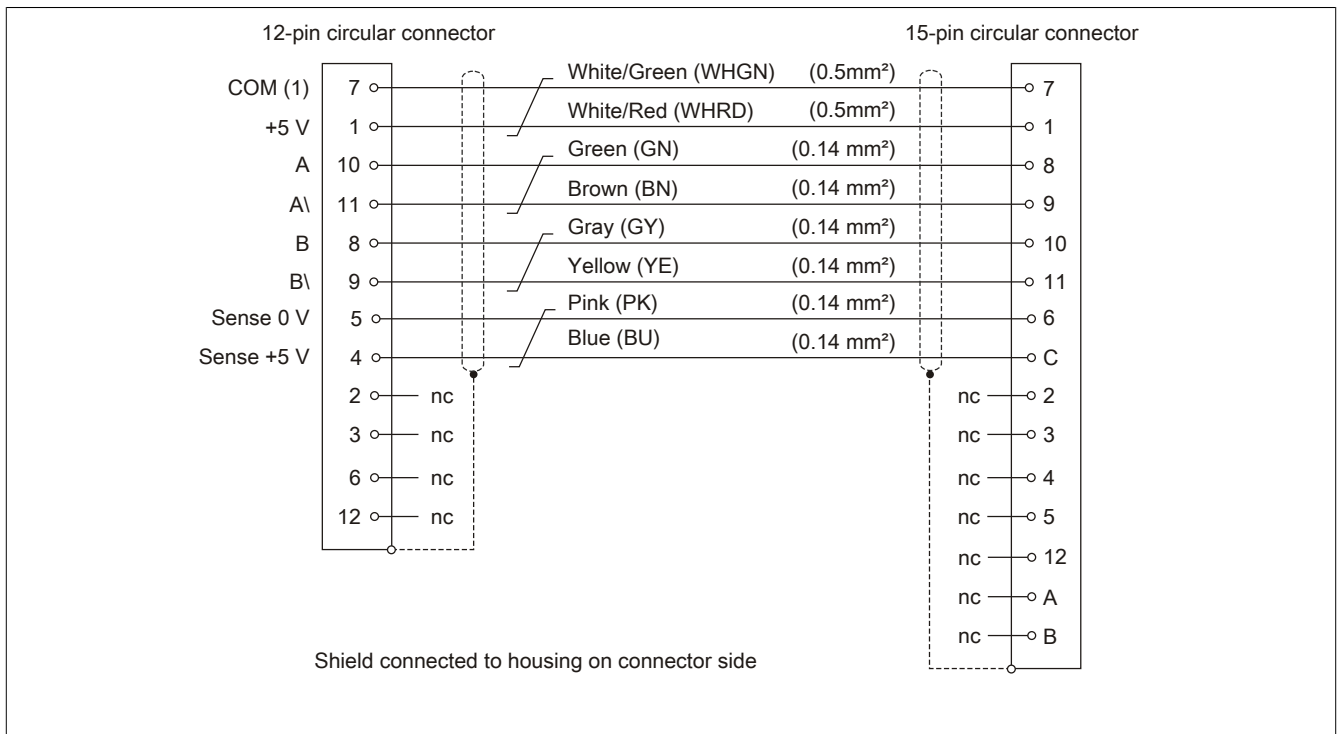 12-pin circular connector 15-pin circular connector
COM (1) 7 White/Green (WHGN) (0.5mm²) 7
+5 V 1 White/Red (WHRD) (0.5mm²) 1
A 10 Green (GN) (0.14 mm²) 8
A\ 11 Brown (BN) (0.14 mm²) 9
B 8 Gray (GY) (0.14 mm²) 10
B\ 9 Yellow (YE) (0.14 mm²) 11
Sense 0 V 5 Pink (PK) (0.14 mm²) 6
Sense +5 V 4 Blue (BU) (0.14 mm²) C
2 nc nc 2
3 nc nc 3
6 nc nc 4
12 nc nc 5
nc 12
nc A
nc B
Shield connected to housing on connector side